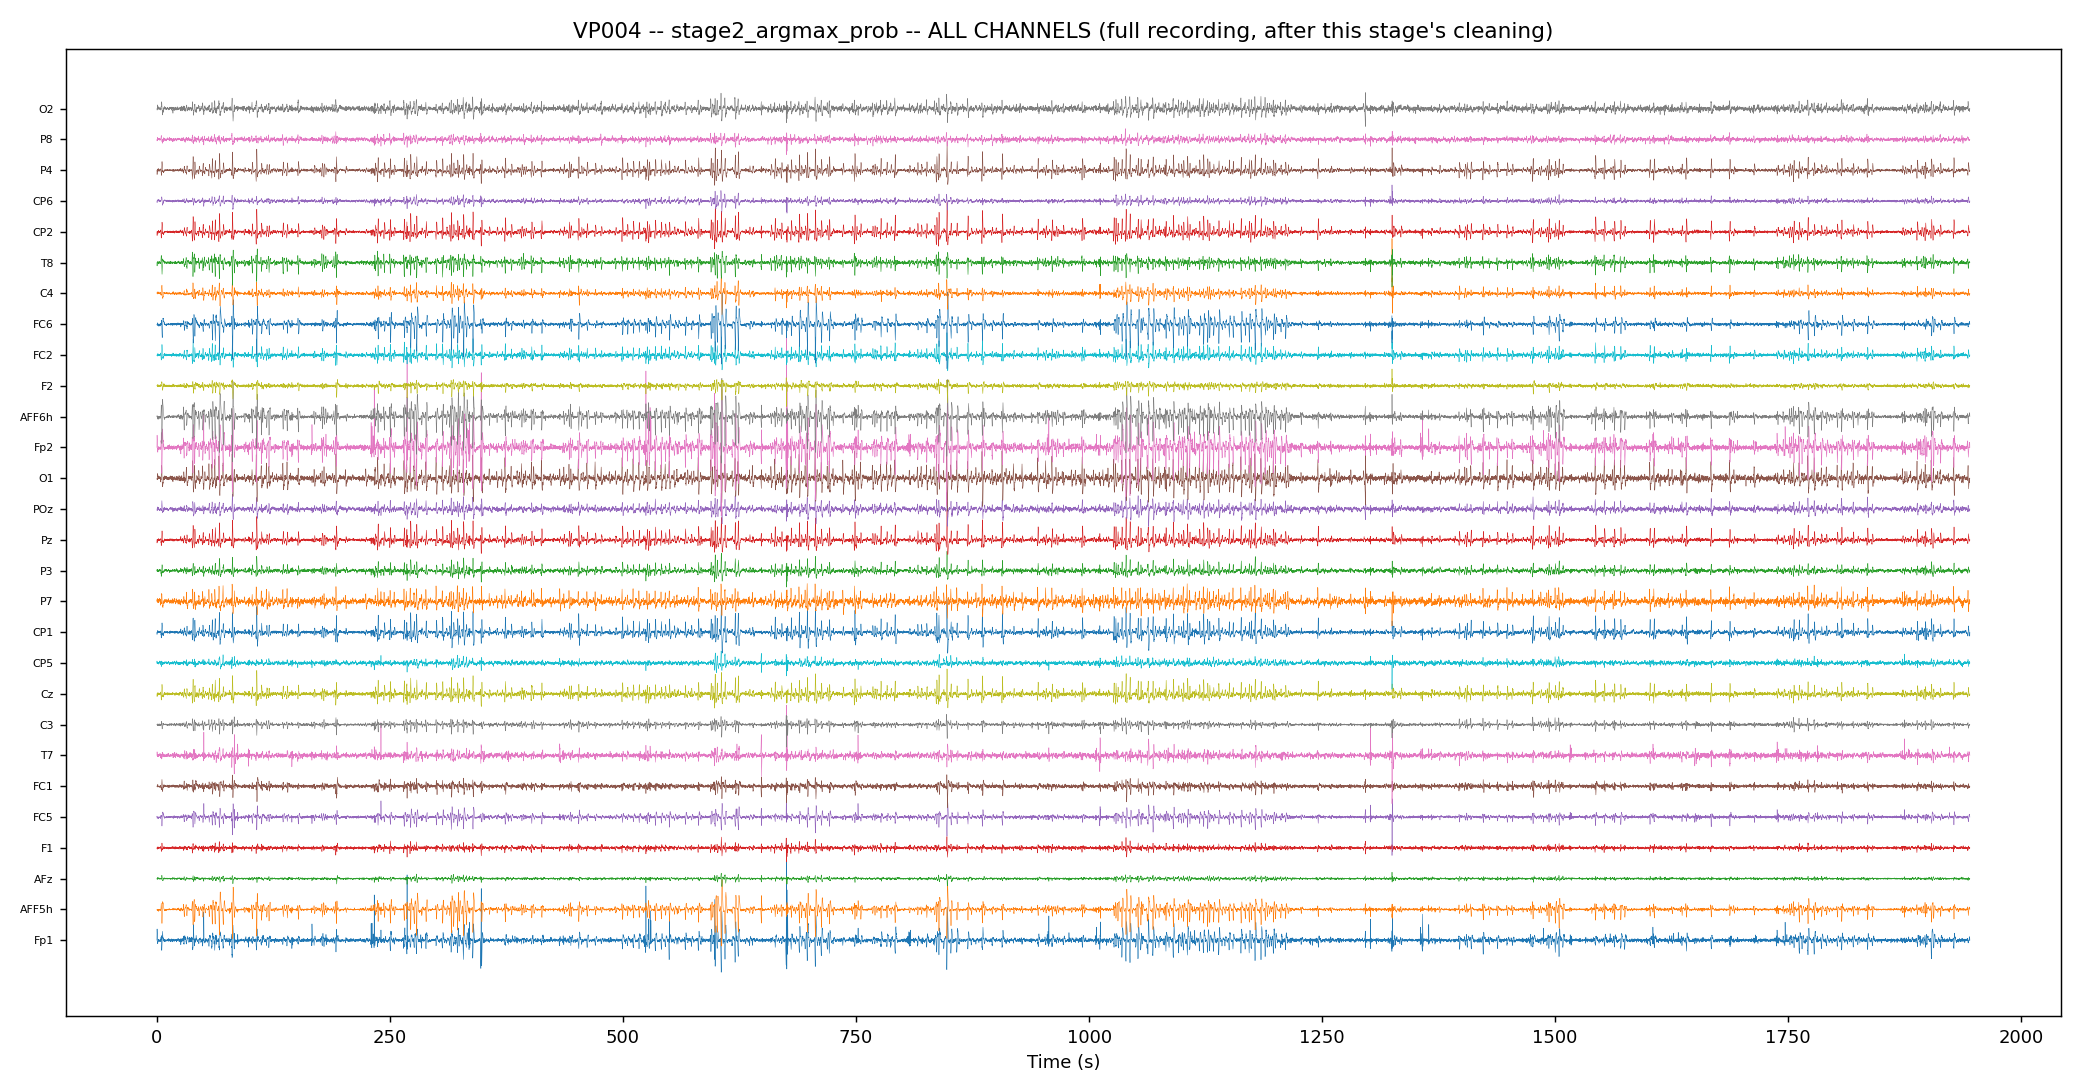 VP004 -- stage2_argmax_prob -- ALL CHANNELS (full recording, after this stage's cleaning)
O2
P8
P4
CP6
CP2
T8
C4
FC6
FC2
F2
AFF6h
Fp2
O1
POz
Pz
P3
P7
CP1
CP5
Cz
C3
T7
FC1
FC5
F1
AFz
AFF5h
Fp1
0 250 500 750 1000 1250 1500 1750 2000
Time (s)